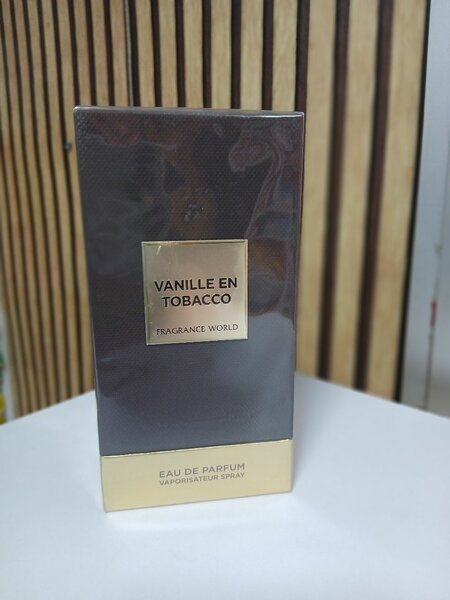 VANILLE EN
TOBACCO
FRAGRANCE WORLD
EAU DE PARFUM
VAPORISATEUR SPRAY